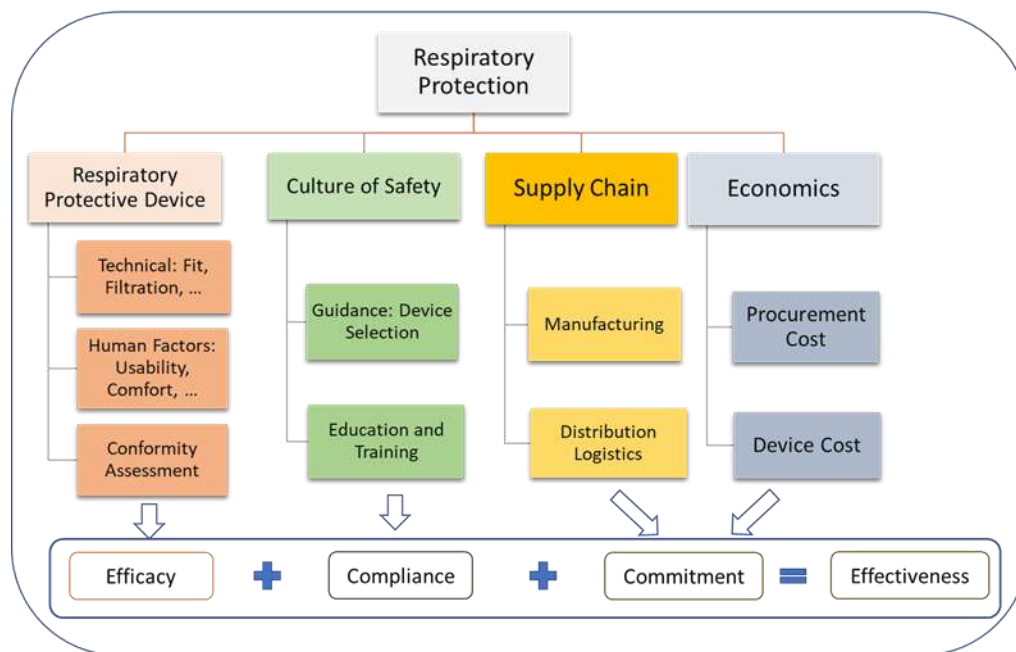 Respiratory
Protection
Respiratory
Protective Device
Culture of Safety
Supply Chain
Economics
Technical: Fit,
Filtration, ...
Human Factors:
Usability,
Comfort, ...
Conformity
Assessment
Guidance: Device
Selection
Education and
Training
Manufacturing
Distribution
Logistics
Procurement
Cost
Device Cost
Efficacy + Compliance + Commitment = Effectiveness